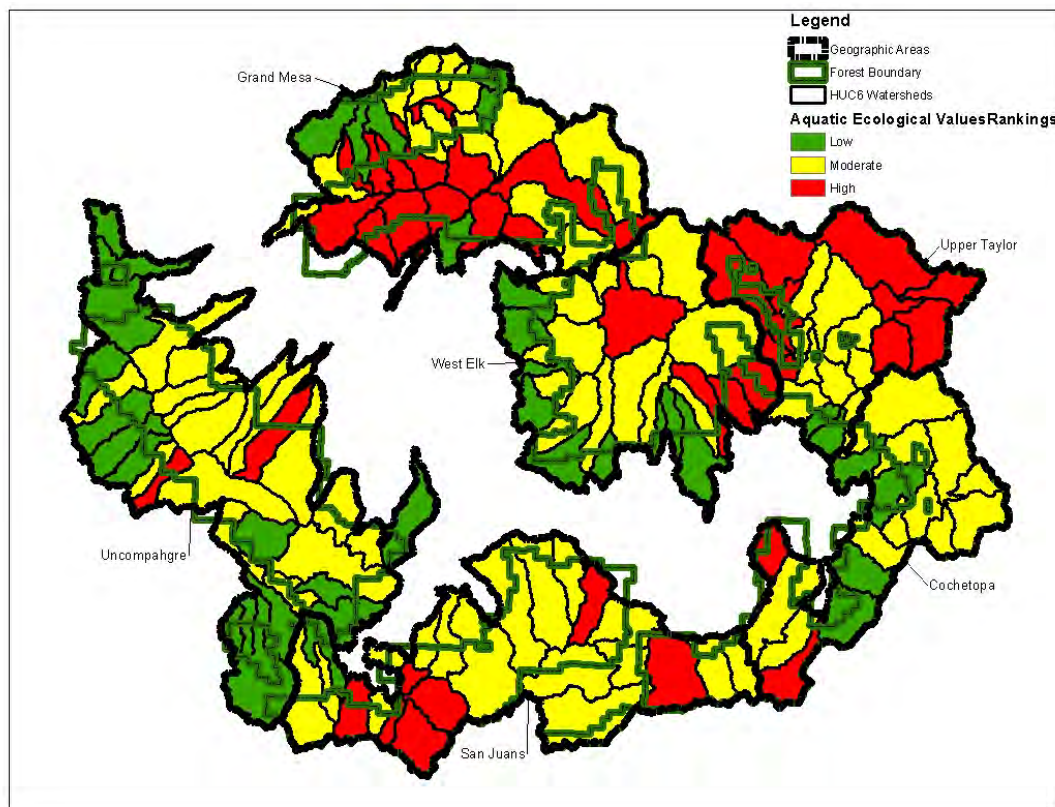 Legend
Geographic Areas
Forest Boundary
HUC6 Watersheds
Aquatic Ecological ValuesRankings
Low
Moderate
High
Grand Mesa
Upper Taylor
West Elk
Uncompahgre
Cochetopa
San Juans